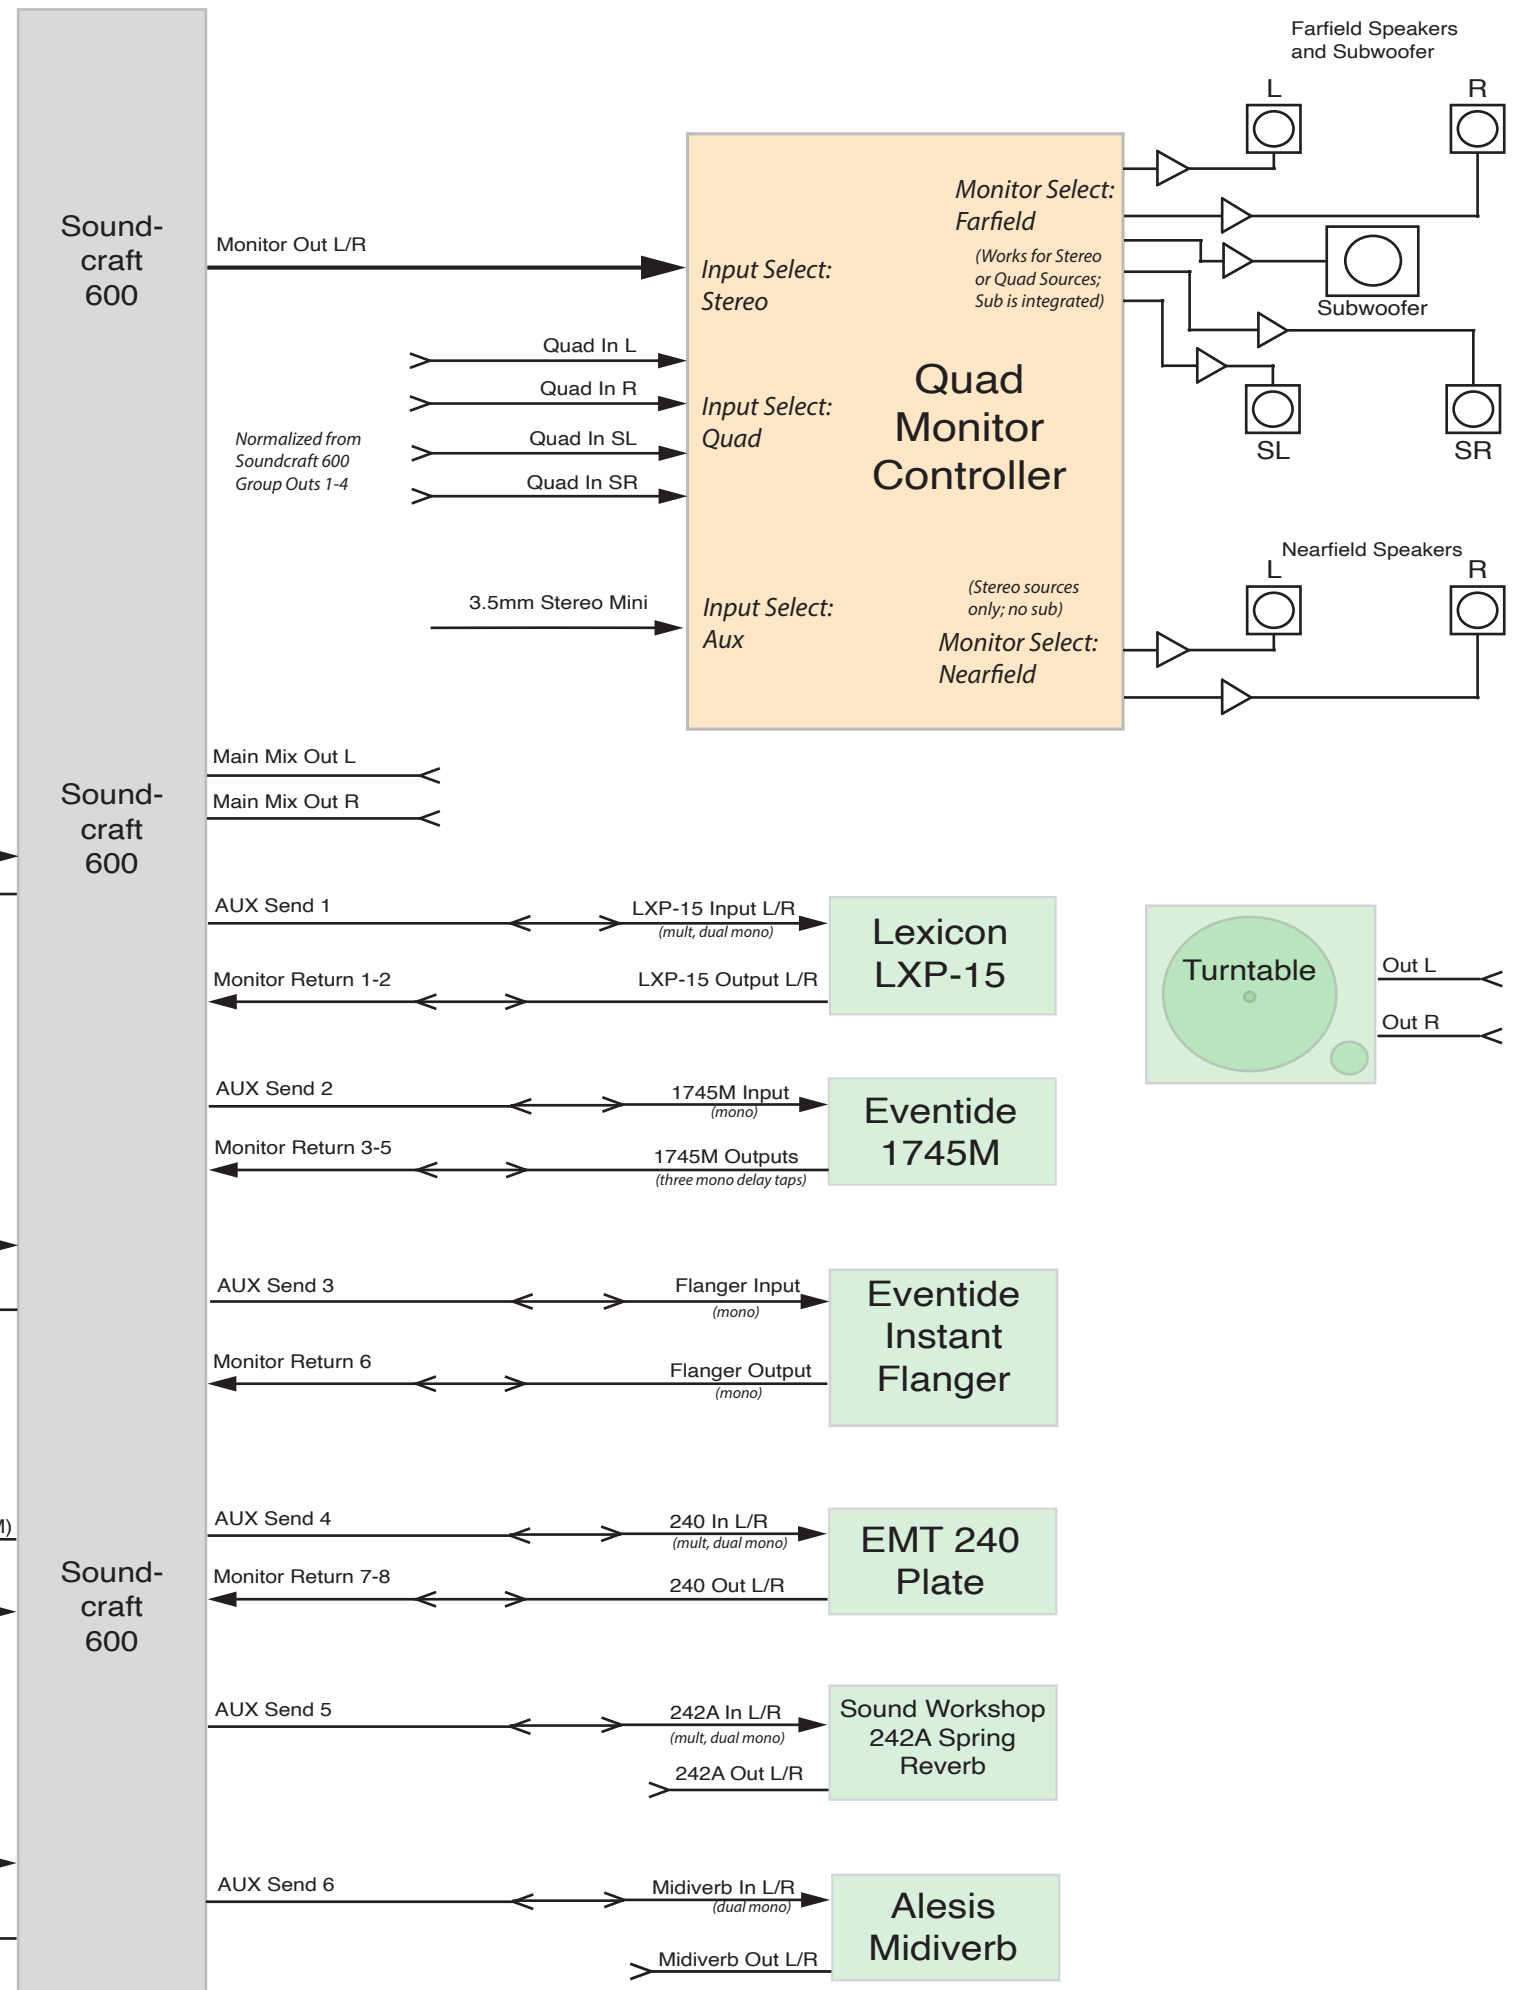 Farfield Speakers
and Subwoofer
L
R
Sound-
craft
600
Monitor Out L/R
Monitor Select:
Farfield
(Works for Stereo
or Quad Sources;
Sub is integrated)
Input Select:
Stereo
Subwoofer
Quad In L
Quad In R
Quad In SL
Quad In SR
Normalized from
Soundcraft 600
Group Outs 1-4
Input Select:
Quad
Quad
Monitor
Controller
SL
SR
Nearfield Speakers
L
R
3.5mm Stereo Mini
Input Select:
Aux
(Stereo sources
only; no sub)
Monitor Select:
Nearfield
Main Mix Out L
Main Mix Out R
Sound-
craft
600
AUX Send 1
LXP-15 Input L/R
(mult, dual mono)
Monitor Return 1-2
LXP-15 Output L/R
Lexicon
LXP-15
Turntable
Out L
Out R
AUX Send 2
1745M Input
(mono)
Monitor Return 3-5
1745M Outputs
(three mono delay taps)
Eventide
1745M
AUX Send 3
Flanger Input
(mono)
Monitor Return 6
Flanger Output
(mono)
Eventide
Instant
Flanger
AUX Send 4
240 In L/R
(mult, dual mono)
Monitor Return 7-8
240 Out L/R
EMT 240
Plate
Sound-
craft
600
AUX Send 5
242A In L/R
(mult, dual mono)
242A Out L/R
Sound Workshop
242A Spring
Reverb
AUX Send 6
Midiverb In L/R
(dual mono)
Midiverb Out L/R
Alesis
Midiverb